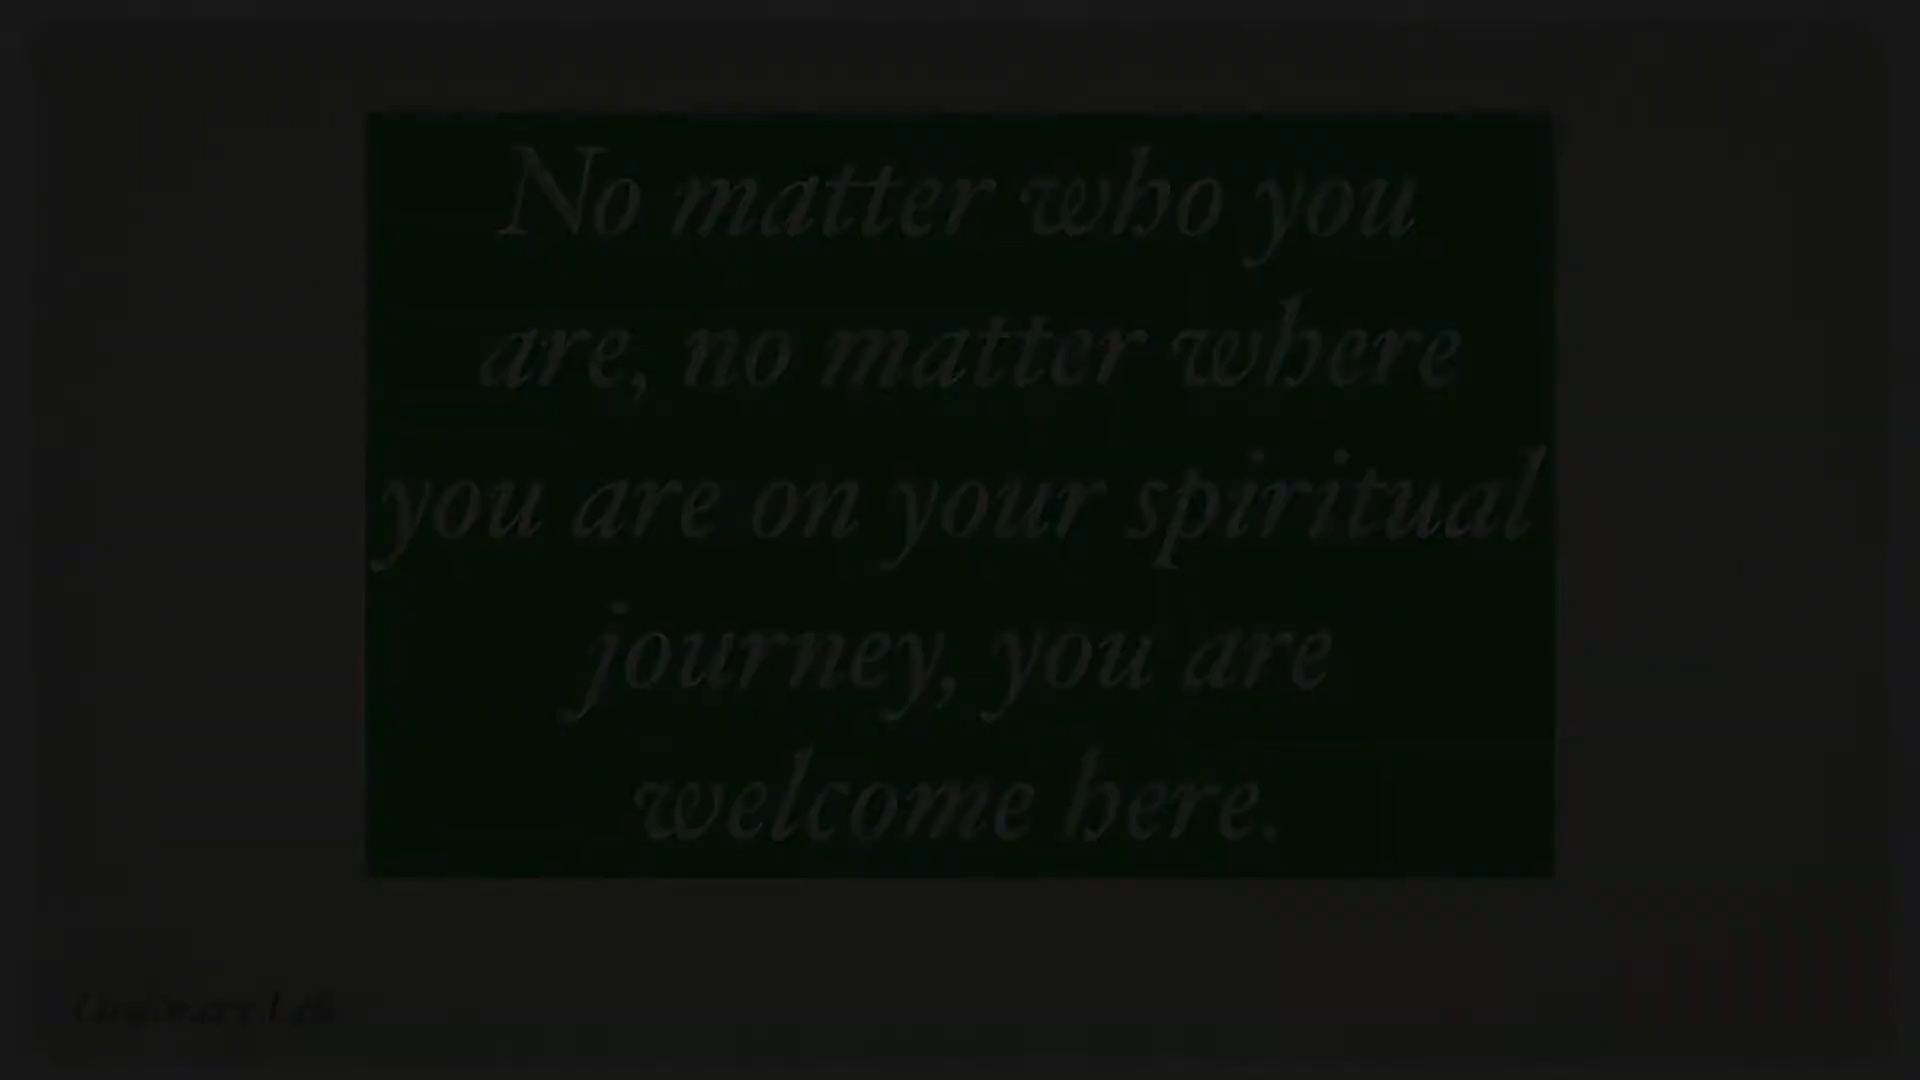 No matter who you
are, no matter where
you are on your spiritual
journey, you are
welcome here.